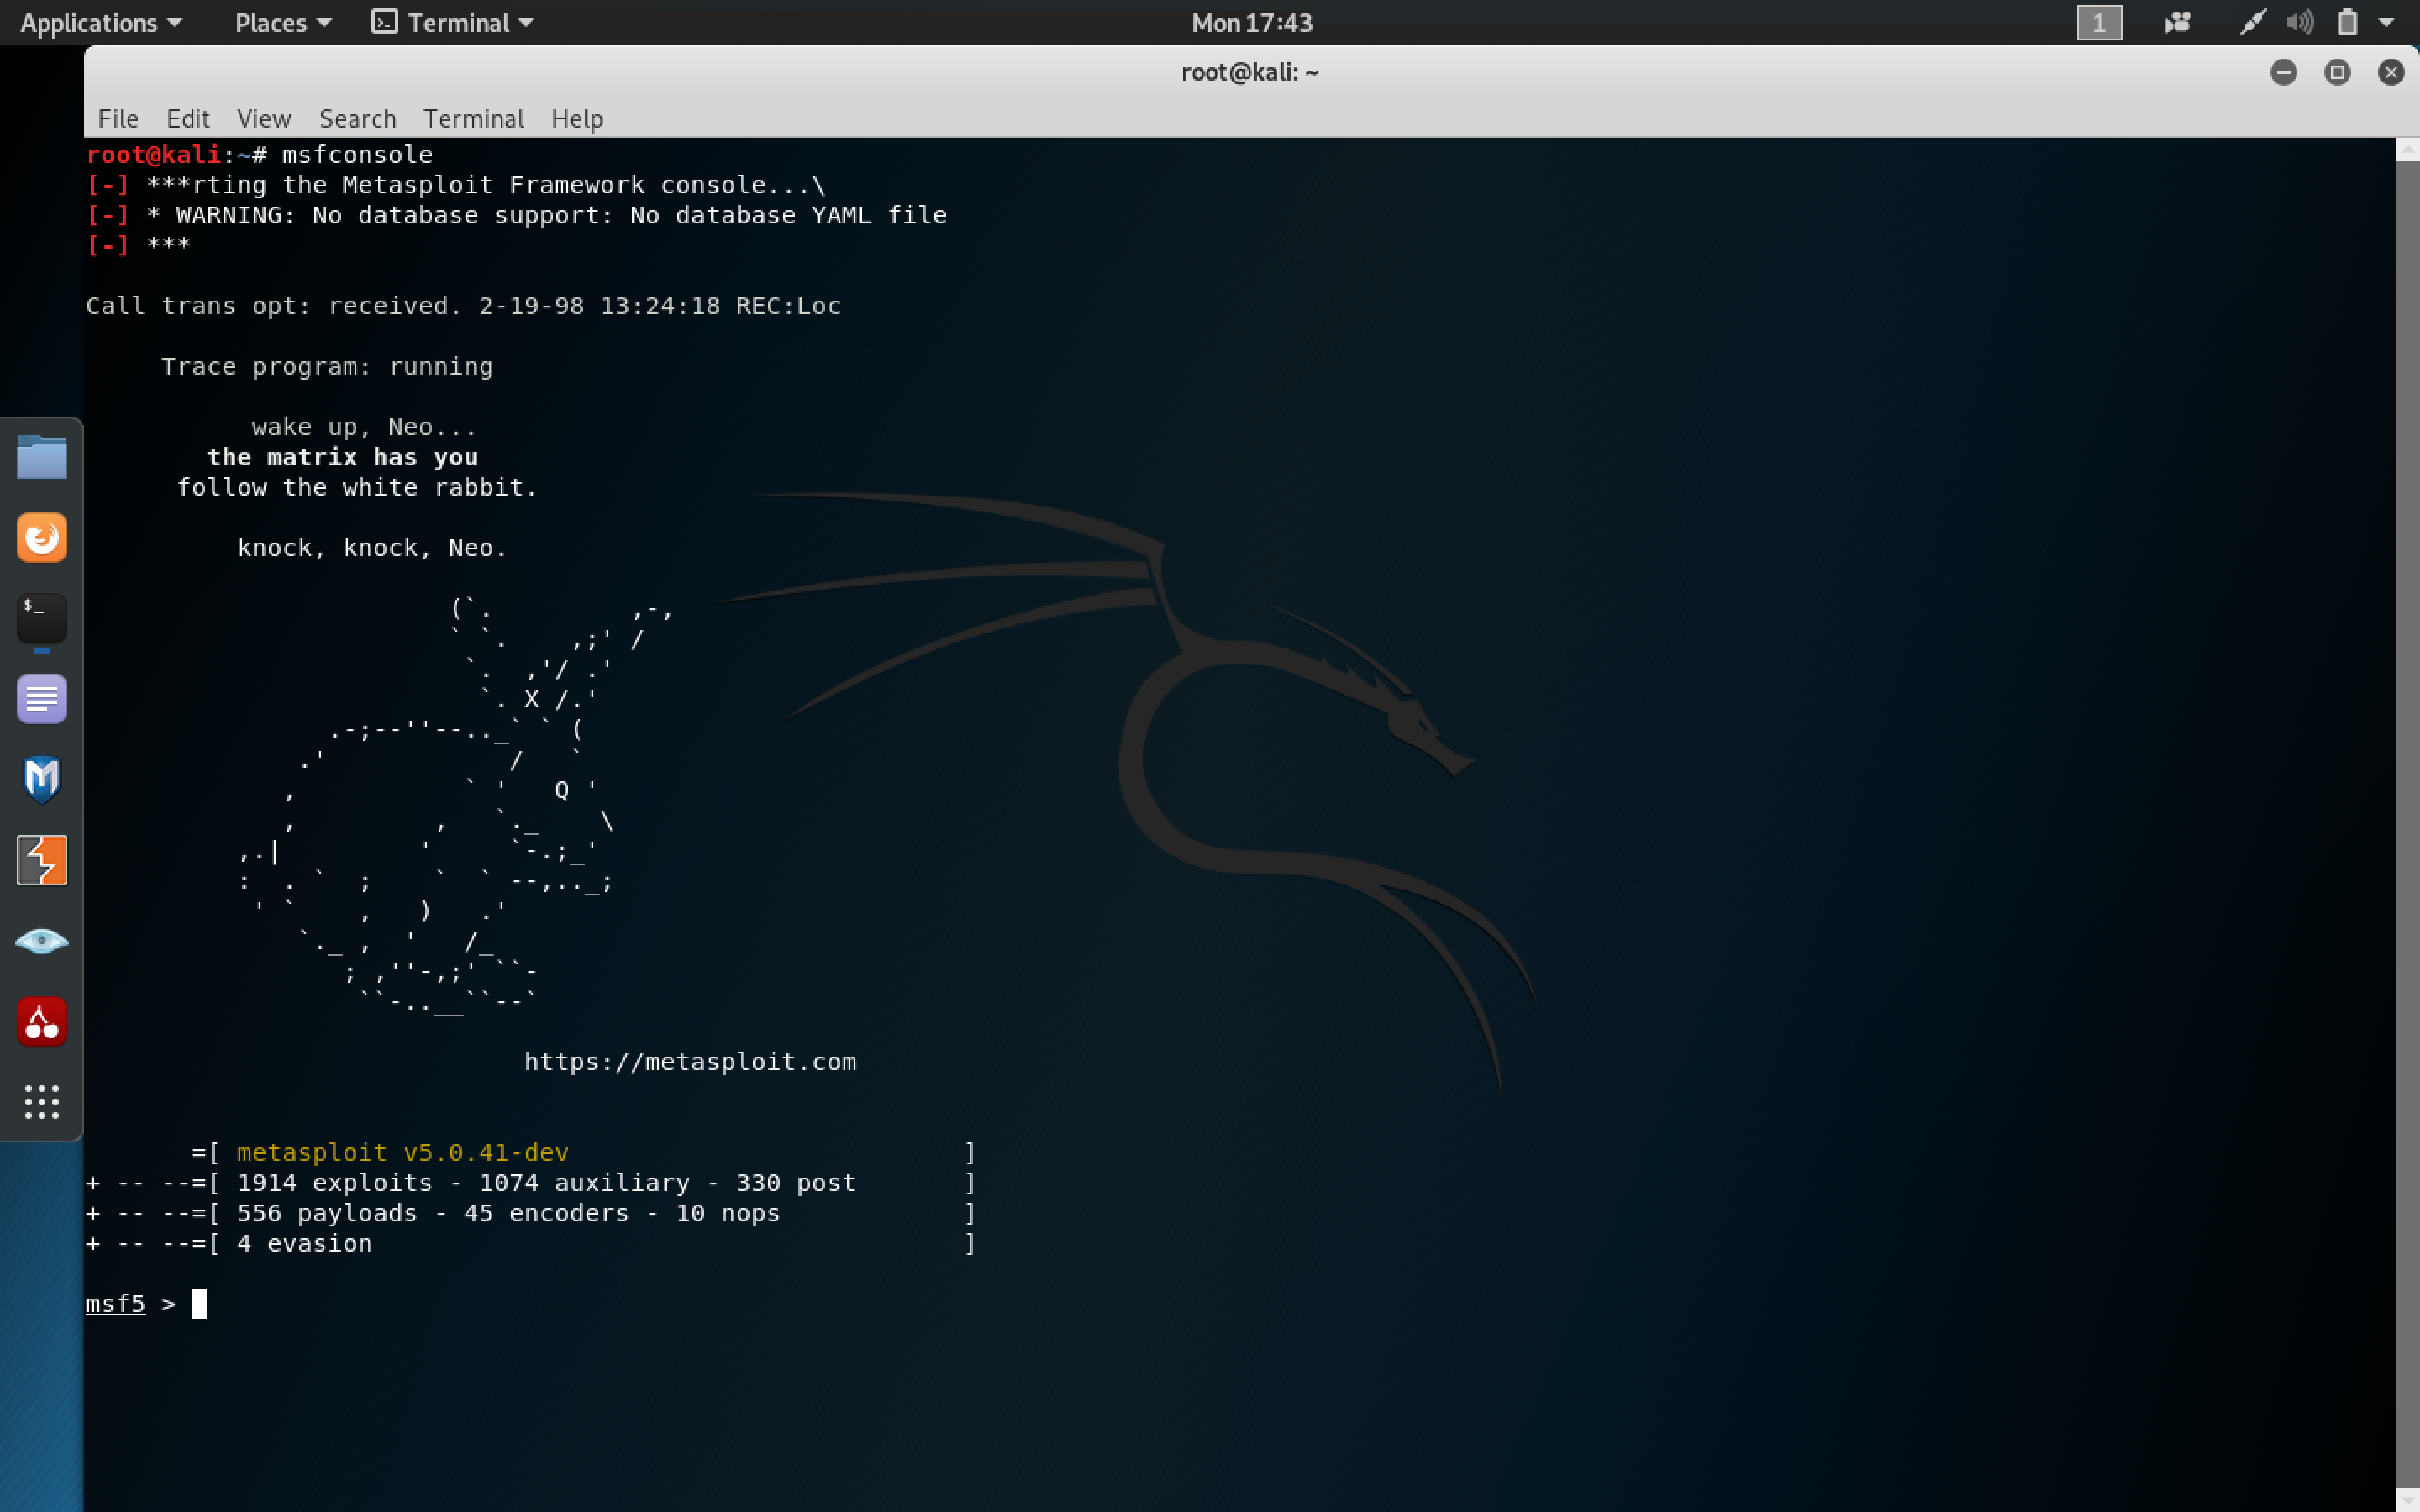 Applications Places Terminal Mon 17:43 1
root@kali: ~
File Edit View Search Terminal Help
root@kali:~# msfconsole
[-] ***rting the Metasploit Framework console...\
[-] * WARNING: No database support: No database YAML file
[-] ***
Call trans opt: received. 2-19-98 13:24:18 REC:Loc
Trace program: running
wake up, Neo...
the matrix has you
follow the white rabbit.
knock, knock, Neo.
https://metasploit.com
=[ metasploit v5.0.41-dev ]
+ -- --=[ 1914 exploits - 1074 auxiliary - 330 post ]
+ -- --=[ 556 payloads - 45 encoders - 10 nops ]
+ -- --=[ 4 evasion ]
msf5 >